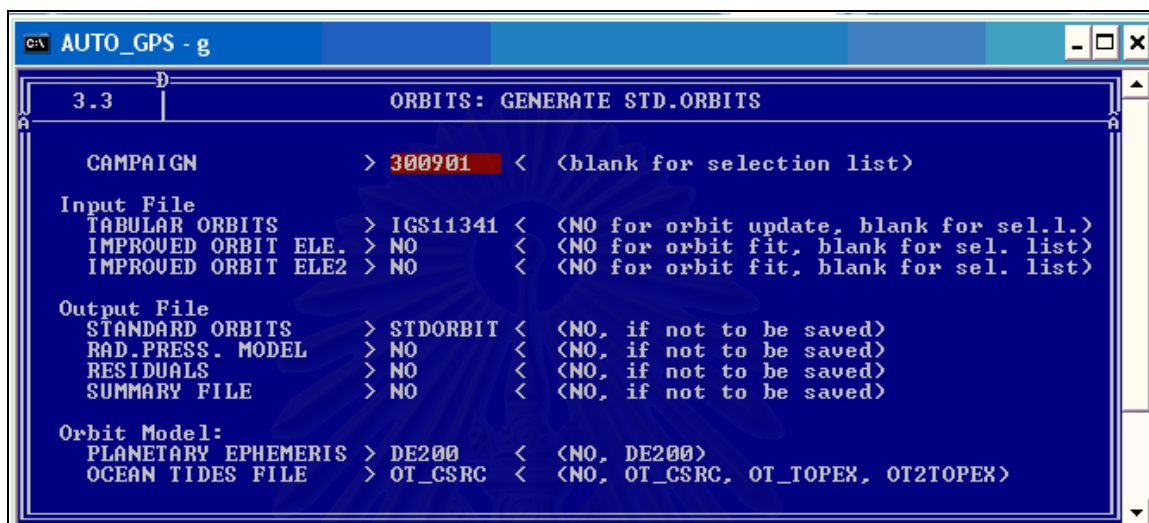 AUTO_GPS - g
D
3.3 ORBITS: GENERATE STD.ORBITS
Â Â
CAMPAIGN > 300901 < (blank for selection list)
Input File
TABULAR ORBITS > IGS11341 < (NO for orbit update, blank for sel.l.)
IMPROVED ORBIT ELE. > NO < (NO for orbit fit, blank for sel. list)
IMPROVED ORBIT ELE2 > NO < (NO for orbit fit, blank for sel. list)
Output File
STANDARD ORBITS > STDORBIT < (NO, if not to be saved)
RAD.PRESS. MODEL > NO < (NO, if not to be saved)
RESIDUALS > NO < (NO, if not to be saved)
SUMMARY FILE > NO < (NO, if not to be saved)
Orbit Model:
PLANETARY EPHEMERIS > DE200 < (NO, DE200)
OCEAN TIDES FILE > OT_CSRC < (NO, OT_CSRC, OT_TOPEX, OT2TOPEX)